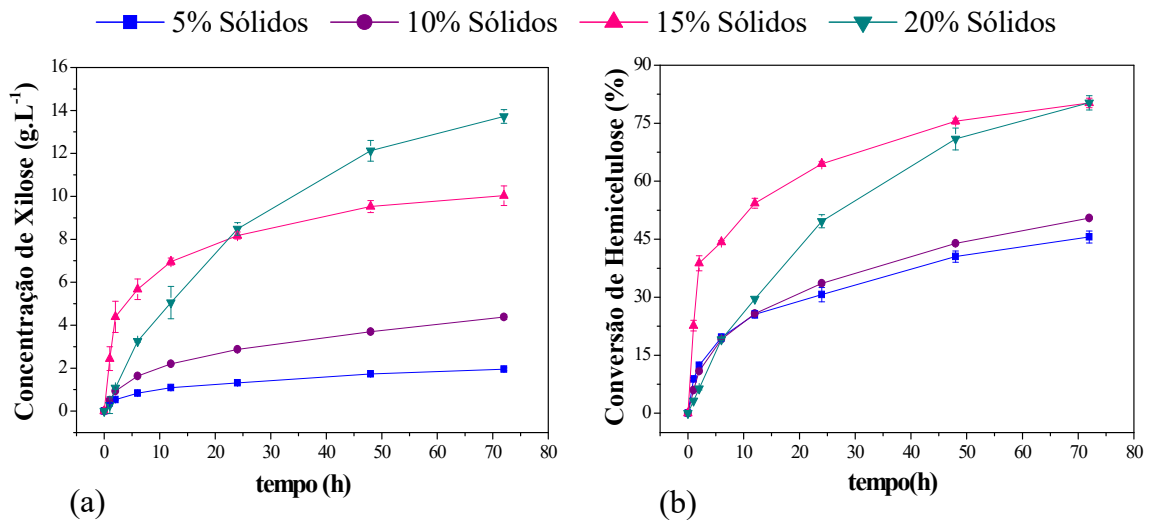 5% Sólidos 10% Sólidos 15% Sólidos 20% Sólidos
Concentração de Xilose (g.L⁻¹)
16
14
12
10
8
6
4
2
0
0 10 20 30 40 50 60 70 80
tempo (h)
(a)
Conversão de Hemicelulose (%)
90
75
60
45
30
15
0
0 10 20 30 40 50 60 70 80
tempo(h)
(b)